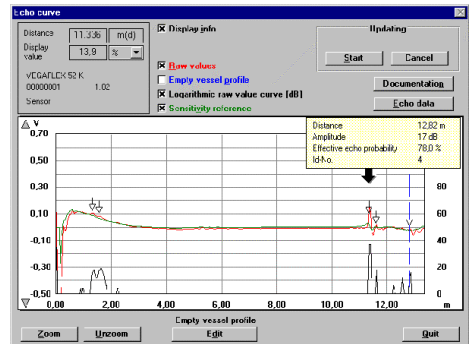 Echo curve
Distance 11.336 m(d)
Display value 13,9 %
VEGAFLEX 52 K
00000001 1.02
Sensor
Display info
Raw values
Empty vessel profile
Logarithmic raw value curve [dB]
Sensitivity reference
Updating
Start Cancel
Documentation
Echo data
Distance 12,82 m
Amplitude 17 dB
Effective echo probability 78,0 %
Id-No. 4
V
0,70
0,50
0,30 80
0,10 60
-0,10 40
-0,30 20
-0,50 0
0,00 2,00 4,00 6,00 8,00 10,00 12,00 m
Empty vessel profile
Zoom Unzoom Edit Quit